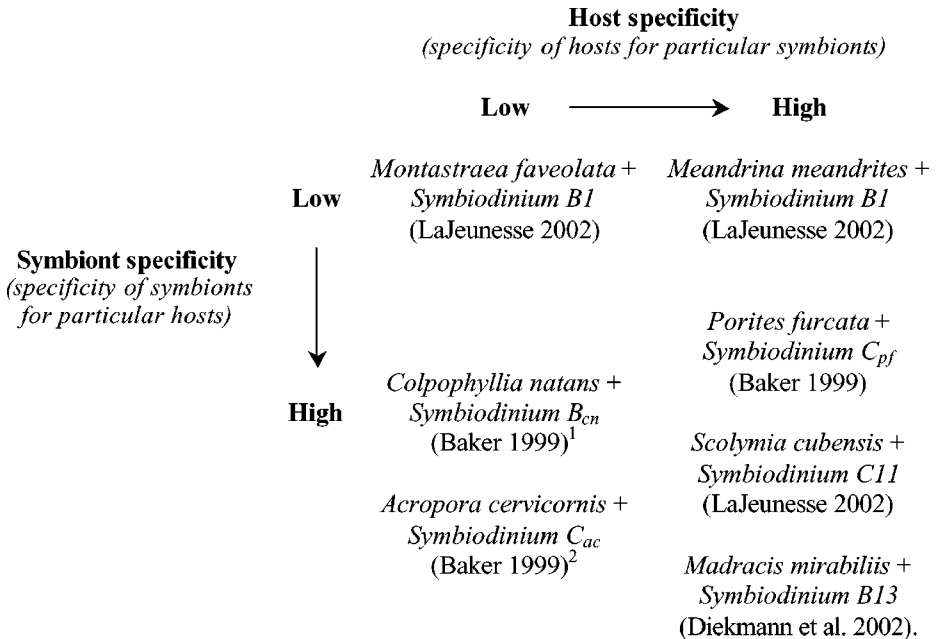 Host specificity
(specificity of hosts for particular symbionts)
Low High
Low
Montastraea faveolata +
Symbiodinium B1
(LaJeunesse 2002)
Meandrina meandrites +
Symbiodinium B1
(LaJeunesse 2002)
Symbiont specificity
(specificity of symbionts
for particular hosts)
High
Colpophyllia natans +
Symbiodinium Bcn
(Baker 1999)1
Acropora cervicornis +
Symbiodinium Cac
(Baker 1999)2
Porites furcata +
Symbiodinium Cpf
(Baker 1999)
Scolymia cubensis +
Symbiodinium C11
(LaJeunesse 2002)
Madracis mirabiliis +
Symbiodinium B13
(Diekmann et al. 2002).